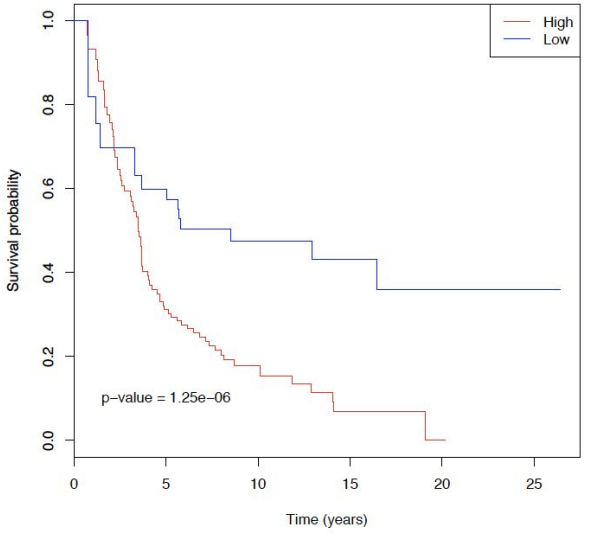 High
Low
1.0
0.8
0.6
0.4
0.2
0.0
Survival probability
p-value = 1.25e-06
0 5 10 15 20 25
Time (years)